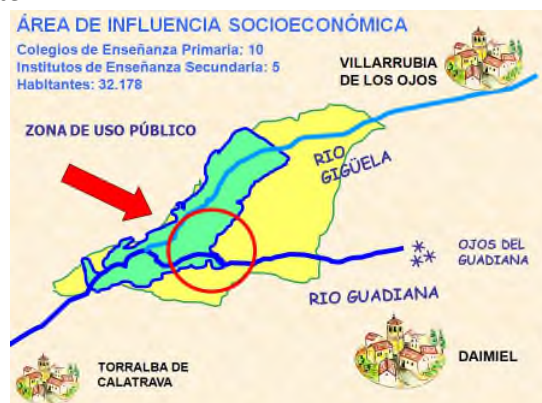 ÁREA DE INFLUENCIA SOCIOECONÓMICA
Colegios de Enseñanza Primaria: 10
Institutos de Enseñanza Secundaria: 5
Habitantes: 32.178
VILLARRUBIA
DE LOS OJOS
ZONA DE USO PÚBLICO
RIO
GIGÜELA
OJOS DEL
GUADIANA
RIO GUADIANA
DAIMIEL
TORRALBA DE
CALATRAVA